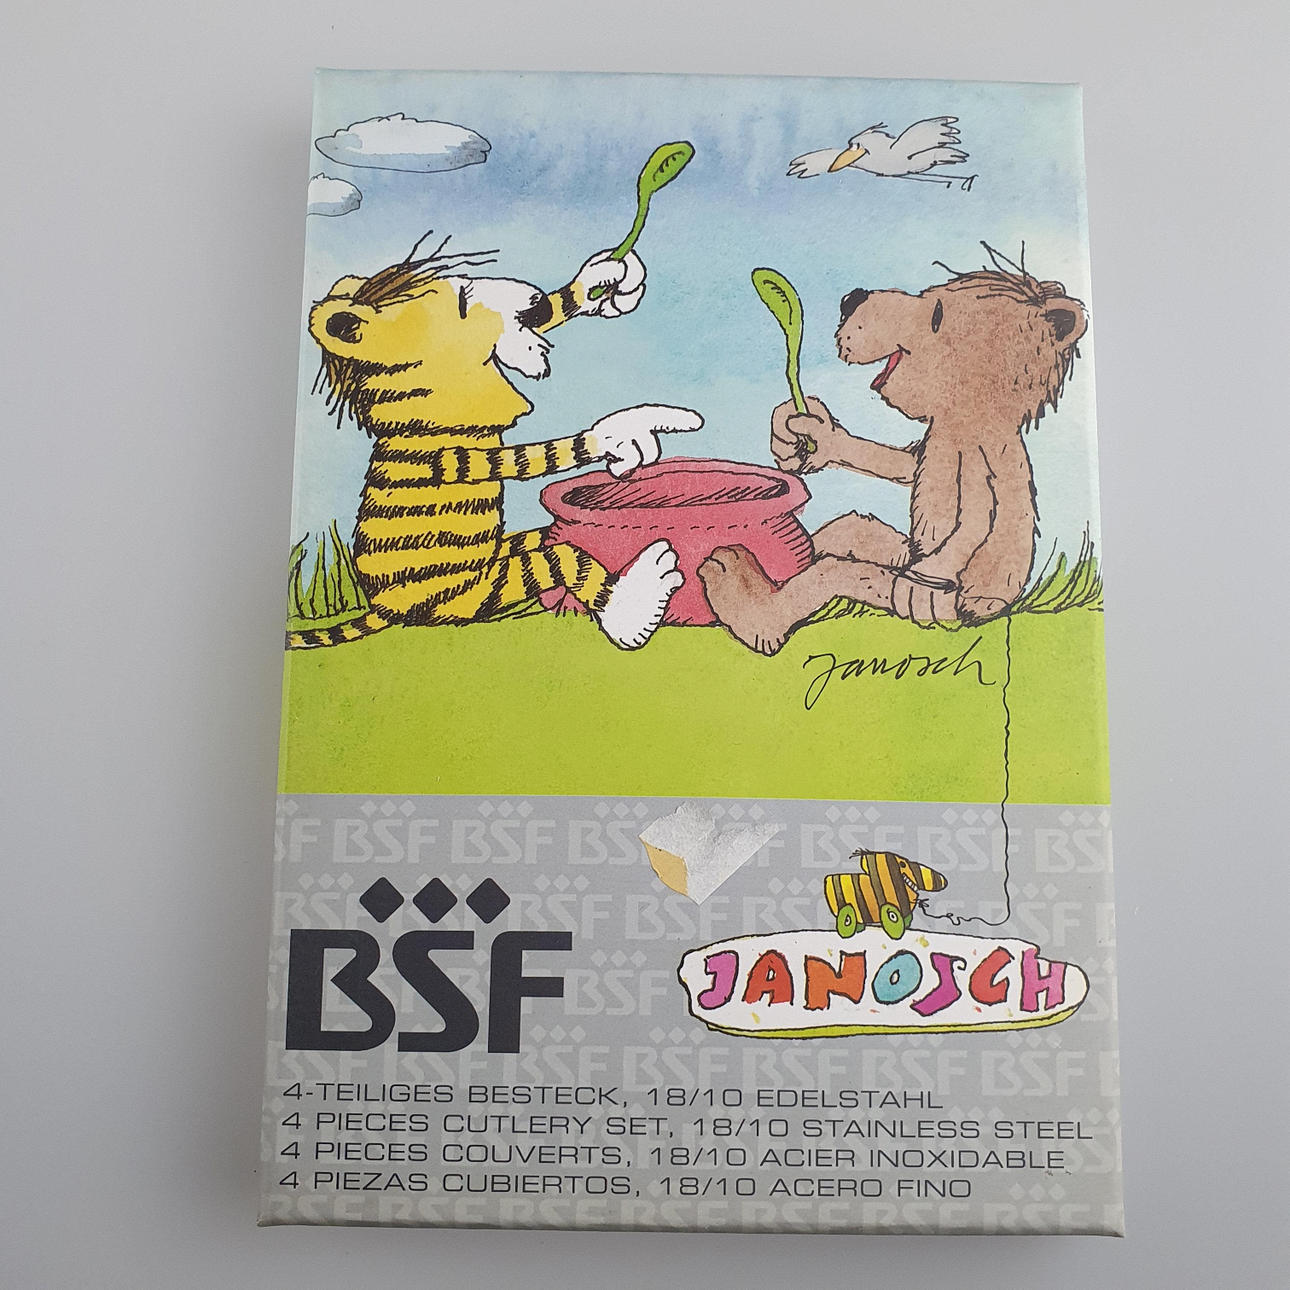 Janosch
BSF
JANOSCH
4-TEILIGES BESTECK, 18/10 EDELSTAHL
4 PIECES CUTLERY SET, 18/10 STAINLESS STEEL
4 PIECES COUVERTS, 18/10 ACIER INOXIDABLE
4 PIEZAS CUBIERTOS, 18/10 ACERO FINO